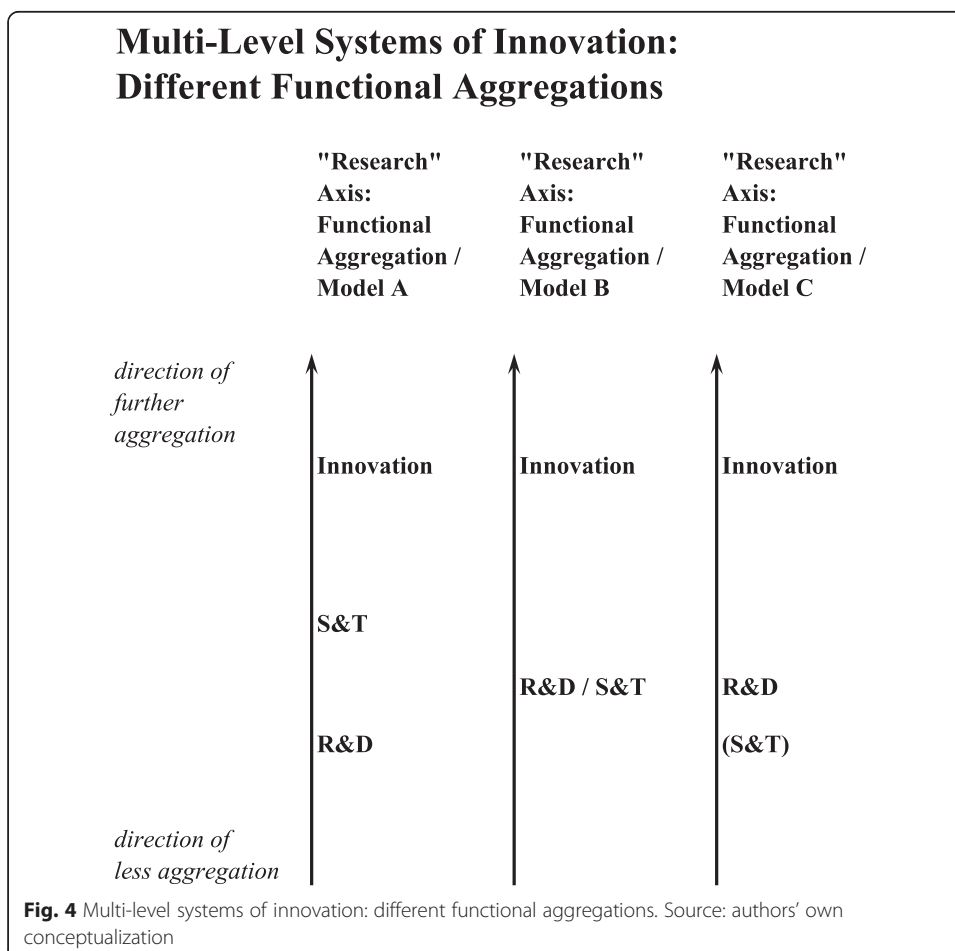 Multi-Level Systems of Innovation:
Different Functional Aggregations
"Research"
Axis:
Functional
Aggregation /
Model A
"Research"
Axis:
Functional
Aggregation /
Model B
"Research"
Axis:
Functional
Aggregation /
Model C
direction of
further
aggregation
Innovation
Innovation
Innovation
S&T
R&D / S&T
R&D
R&D
(S&T)
direction of
less aggregation
Fig. 4 Multi-level systems of innovation: different functional aggregations. Source: authors' own
conceptualization